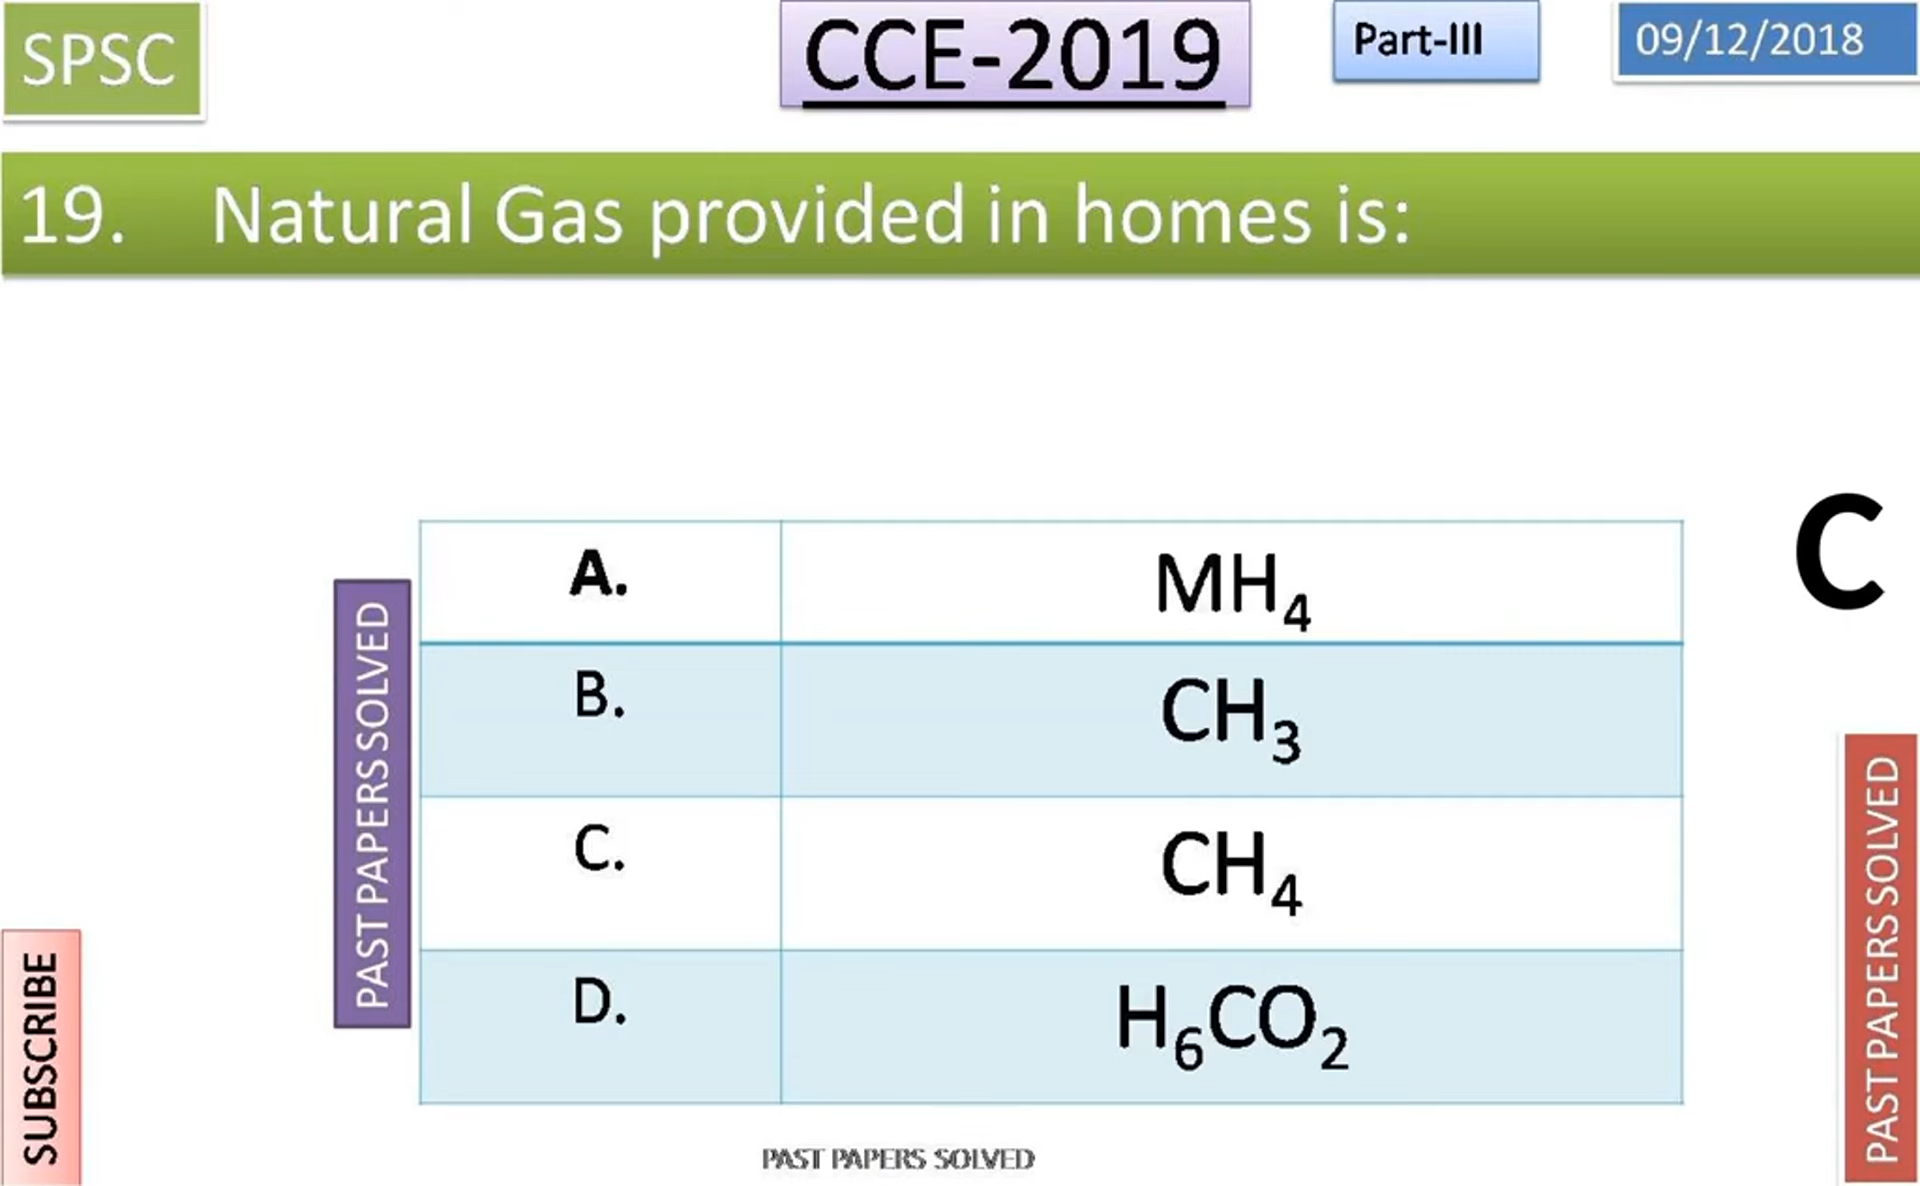 SPSC
CCE-2019
Part-III
09/12/2018
19. Natural Gas provided in homes is:
C
A. MH₄
B. CH₃
C. CH₄
D. H₆CO₂
PAST PAPERS SOLVED
PAST PAPERS SOLVED
SUBSCRIBE
PAST PAPERS SOLVED